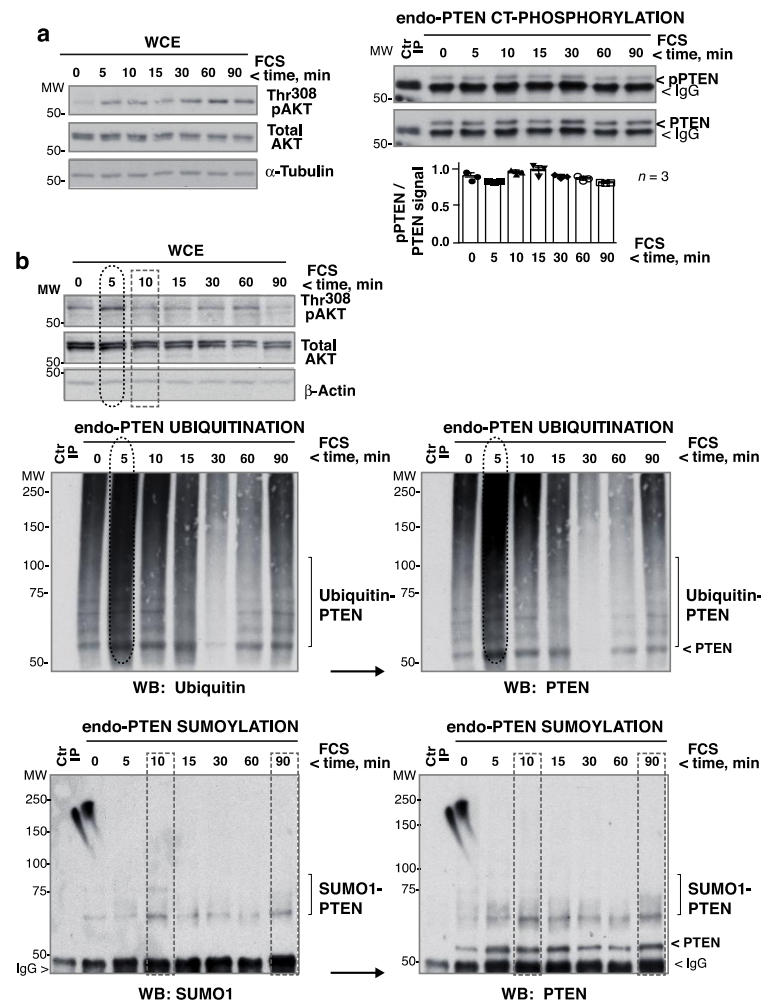 a
WCE
FCS
0 5 10 15 30 60 90 < time, min
MW
Thr308
pAKT
50-
Total
AKT
50-
α-Tubulin
50-
endo-PTEN CT-PHOSPHORYLATION
MW Ctr IP 0 5 10 15 30 60 90 FCS
< time, min
< pPTEN
< IgG
50-
< PTEN
< IgG
50-
pPTEN /
PTEN signal
1.0
0.5
0.0
n = 3
0 5 10 15 30 60 90 FCS
< time, min
b
WCE
FCS
0 5 10 15 30 60 90 < time, min
MW
Thr308
pAKT
50-
Total
AKT
50-
50-
β-Actin
endo-PTEN UBIQUITINATION
Ctr IP 0 5 10 15 30 60 90 FCS
< time, min
MW
250-
150-
100-
75-
50-
Ubiquitin-
PTEN
WB: Ubiquitin
endo-PTEN UBIQUITINATION
Ctr IP 0 5 10 15 30 60 90 FCS
< time, min
MW
250-
150-
100-
75-
50-
Ubiquitin-
PTEN
< PTEN
WB: PTEN
endo-PTEN SUMOYLATION
Ctr IP 0 5 10 15 30 60 90 FCS
< time, min
MW
250-
150-
100-
75-
50-
IgG >
SUMO1-
PTEN
WB: SUMO1
endo-PTEN SUMOYLATION
Ctr IP 0 5 10 15 30 60 90 FCS
< time, min
MW
250-
150-
100-
75-
50-
SUMO1-
PTEN
< PTEN
< IgG
WB: PTEN